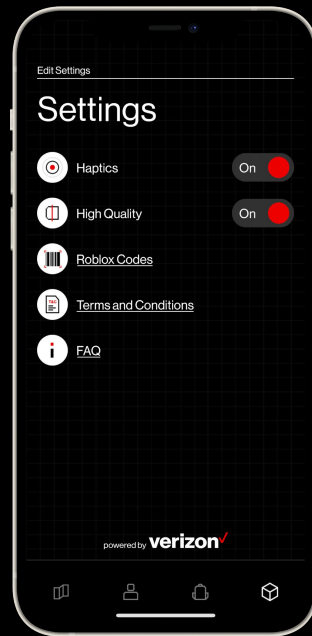 Edit Settings
Settings
Haptics
On
High Quality
On
Roblox Codes
T&C
Terms and Conditions
FAQ
powered by verizon✓